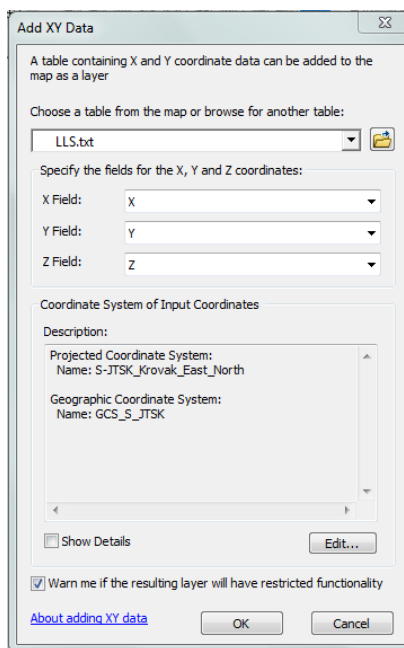 Add XY Data
A table containing X and Y coordinate data can be added to the
map as a layer
Choose a table from the map or browse for another table:
LLS.txt
Specify the fields for the X, Y and Z coordinates:
X Field: X
Y Field: Y
Z Field: Z
Coordinate System of Input Coordinates
Description:
Projected Coordinate System:
Name: S-JTSK_Krovak_East_North
Geographic Coordinate System:
Name: GCS_S_JTSK
Show Details Edit...
Warn me if the resulting layer will have restricted functionality
About adding XY data OK Cancel